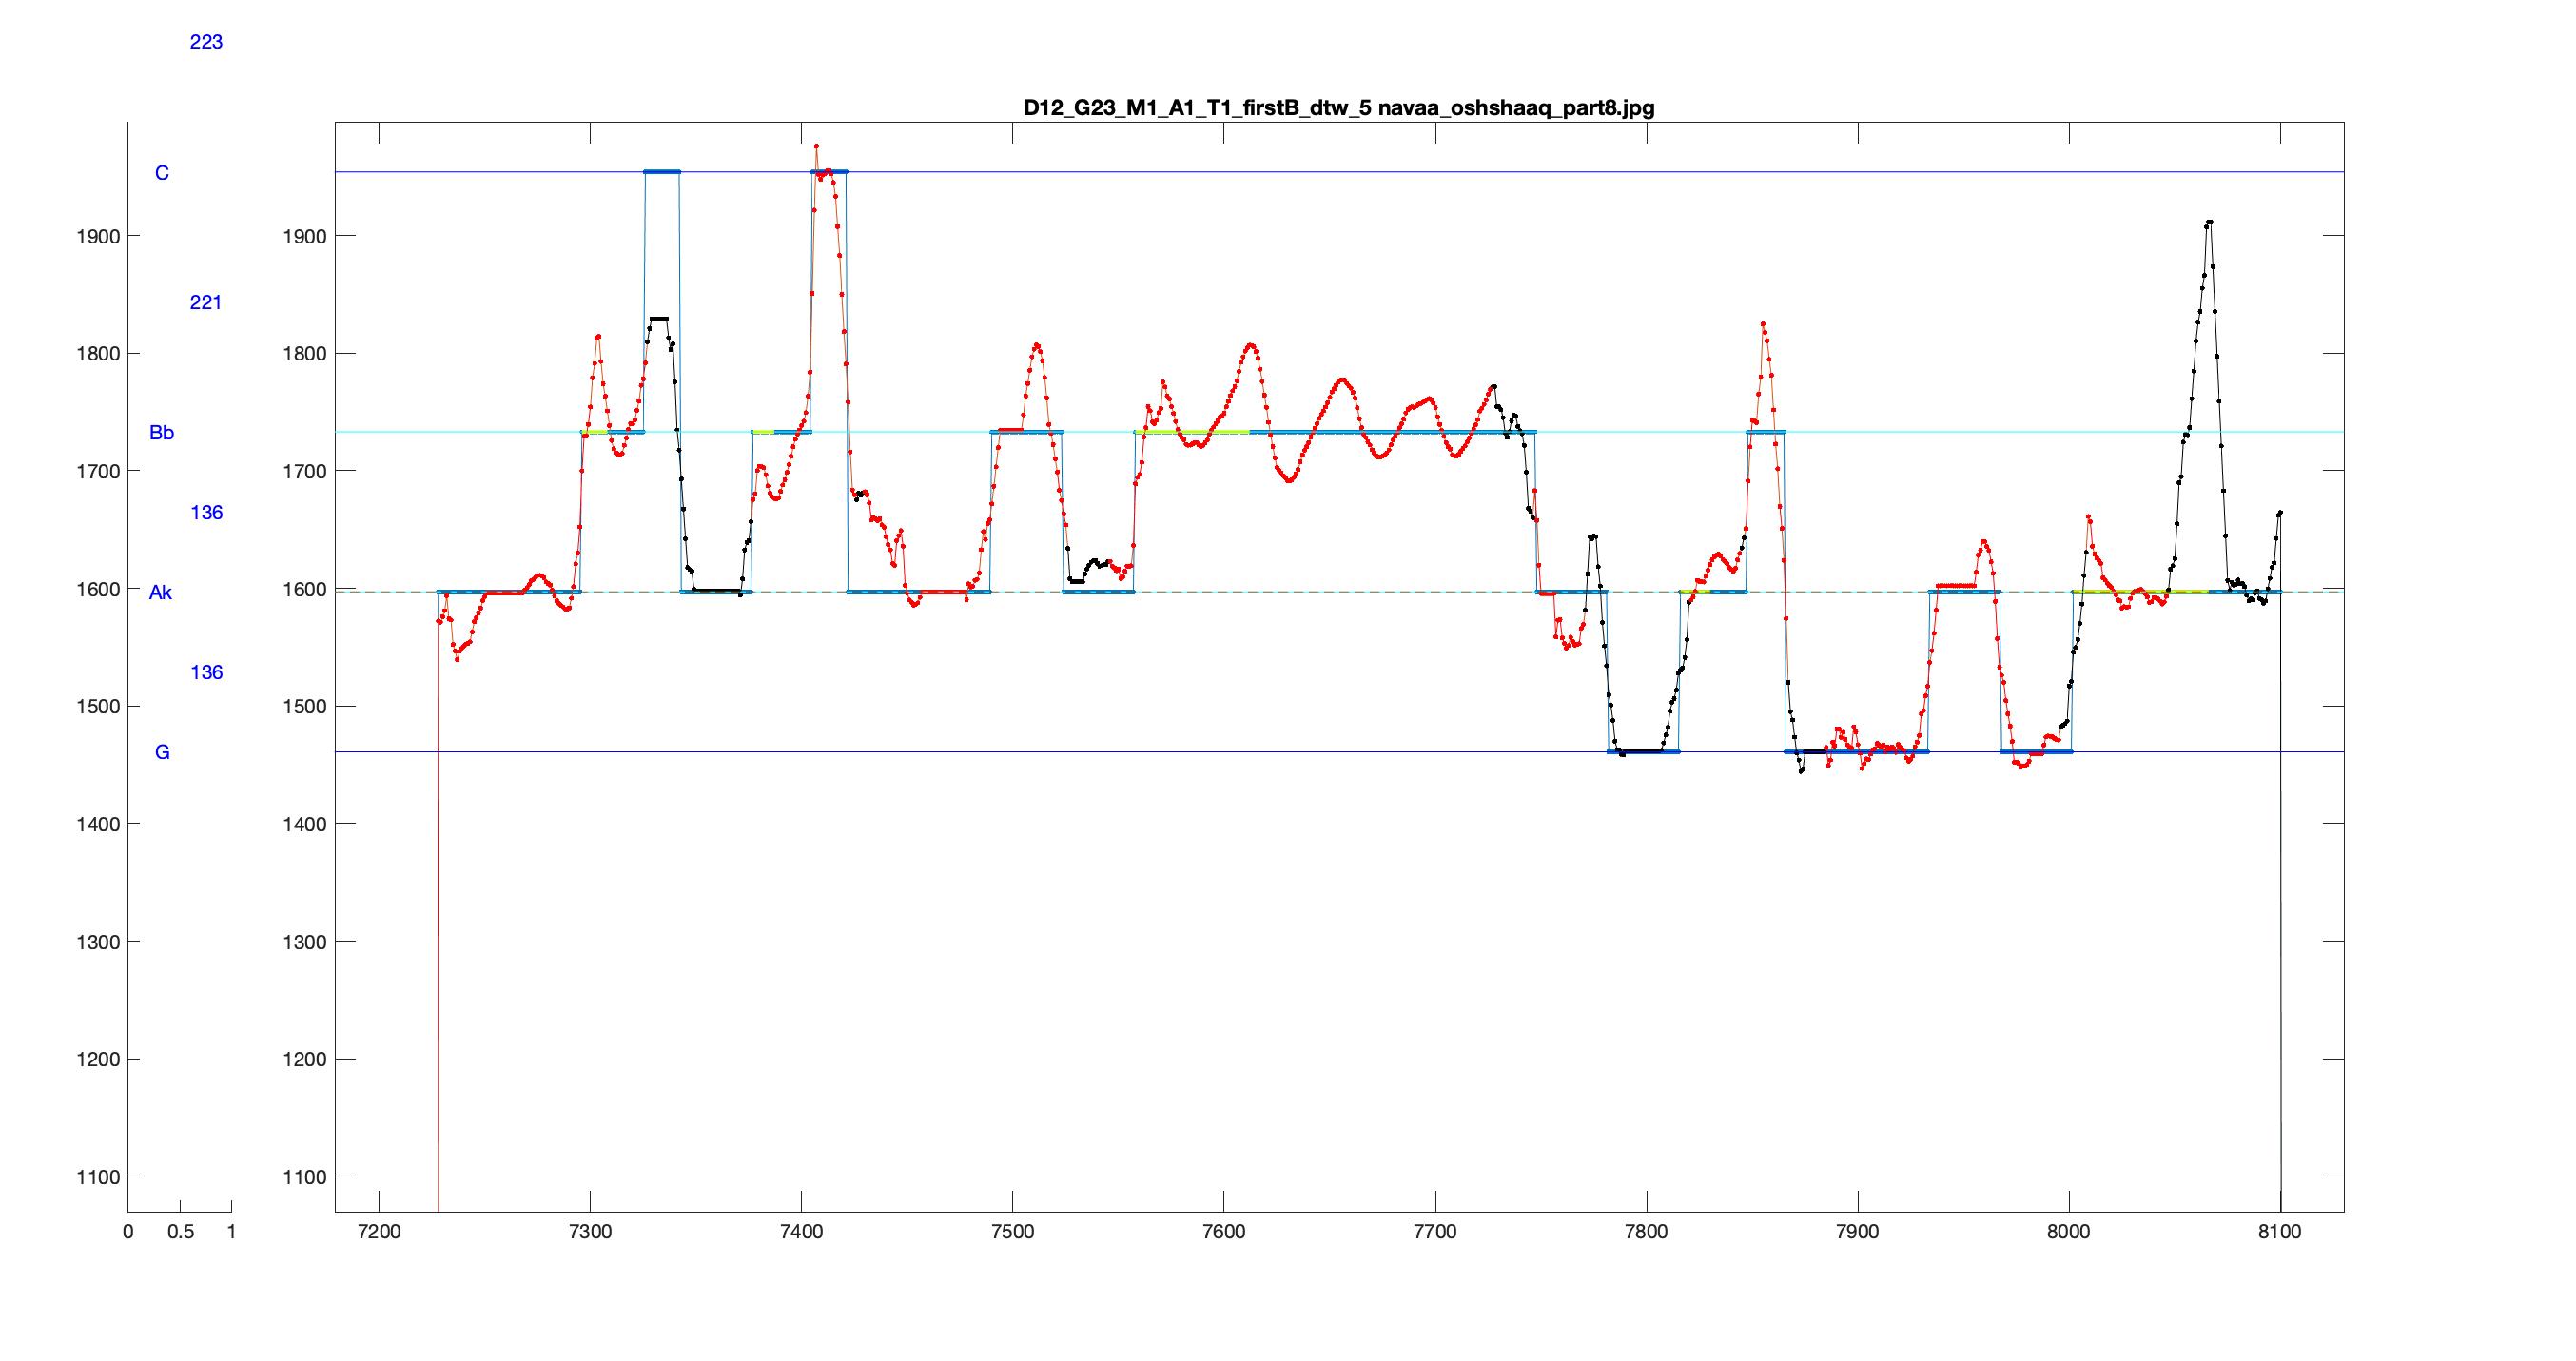 223
D12_G23_M1_A1_T1_firstB_dtw_5 navaa_oshshaaq_part8.jpg
C
1900 1900
221
1800 1800
Bb
1700 1700
136
1600 Ak 1600
136
1500 1500
G
1400 1400
1300 1300
1200 1200
1100 1100
0 0.5 1 7200 7300 7400 7500 7600 7700 7800 7900 8000 8100